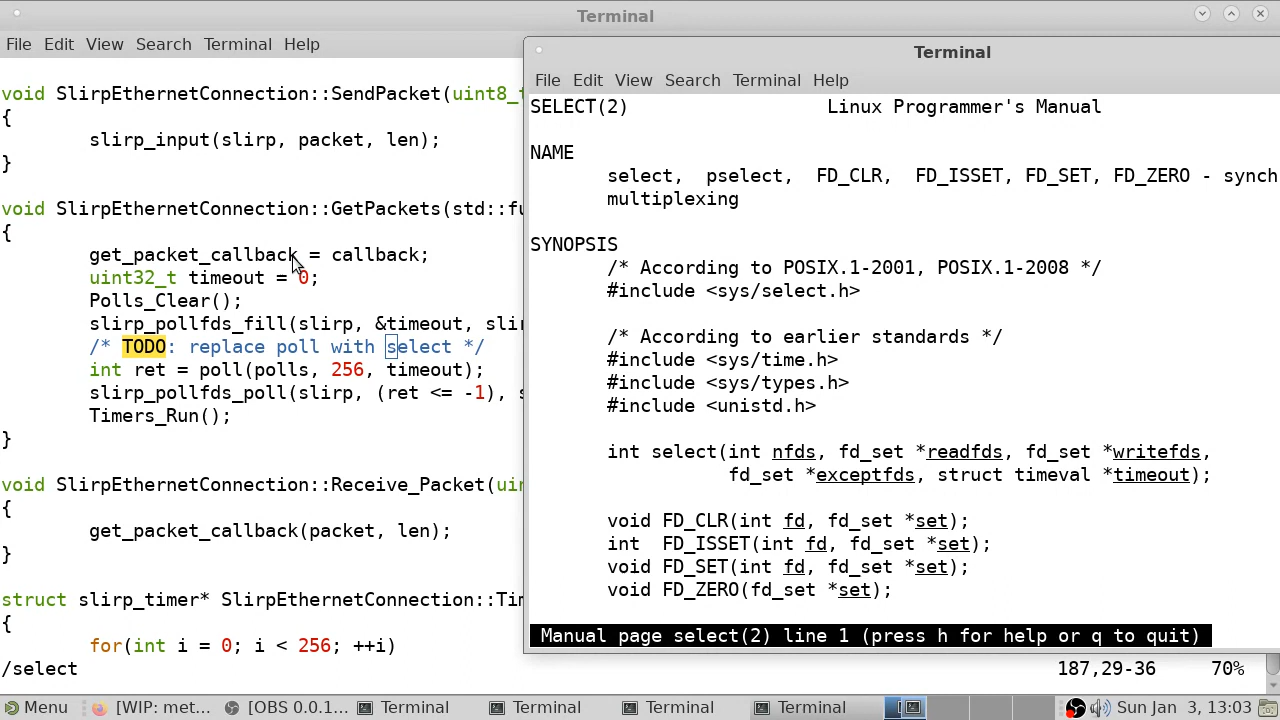 Terminal
File Edit View Search Terminal Help
void SlirpEthernetConnection::SendPacket(uint8_t
{
slirp_input(slirp, packet, len);
}
void SlirpEthernetConnection::GetPackets(std::fu
{
get_packet_callback = callback;
uint32_t timeout = 0;
Polls_Clear();
slirp_pollfds_fill(slirp, &timeout, slir
/* TODO: replace poll with select */
int ret = poll(polls, 256, timeout);
slirp_pollfds_poll(slirp, (ret <= -1), s
Timers_Run();
}
void SlirpEthernetConnection::Receive_Packet(uin
{
get_packet_callback(packet, len);
}
struct slirp_timer* SlirpEthernetConnection::Tim
{
for(int i = 0; i < 256; ++i)
/select
187,29-36 70%
Terminal
File Edit View Search Terminal Help
SELECT(2) Linux Programmer's Manual
NAME
select, pselect, FD_CLR, FD_ISSET, FD_SET, FD_ZERO - synch
multiplexing
SYNOPSIS
/* According to POSIX.1-2001, POSIX.1-2008 */
#include <sys/select.h>
/* According to earlier standards */
#include <sys/time.h>
#include <sys/types.h>
#include <unistd.h>
int select(int nfds, fd_set *readfds, fd_set *writefds,
fd_set *exceptfds, struct timeval *timeout);
void FD_CLR(int fd, fd_set *set);
int FD_ISSET(int fd, fd_set *set);
void FD_SET(int fd, fd_set *set);
void FD_ZERO(fd_set *set);
Manual page select(2) line 1 (press h for help or q to quit)
Menu [WIP: met... [OBS 0.0.1... Terminal Terminal Terminal Terminal Sun Jan 3, 13:03